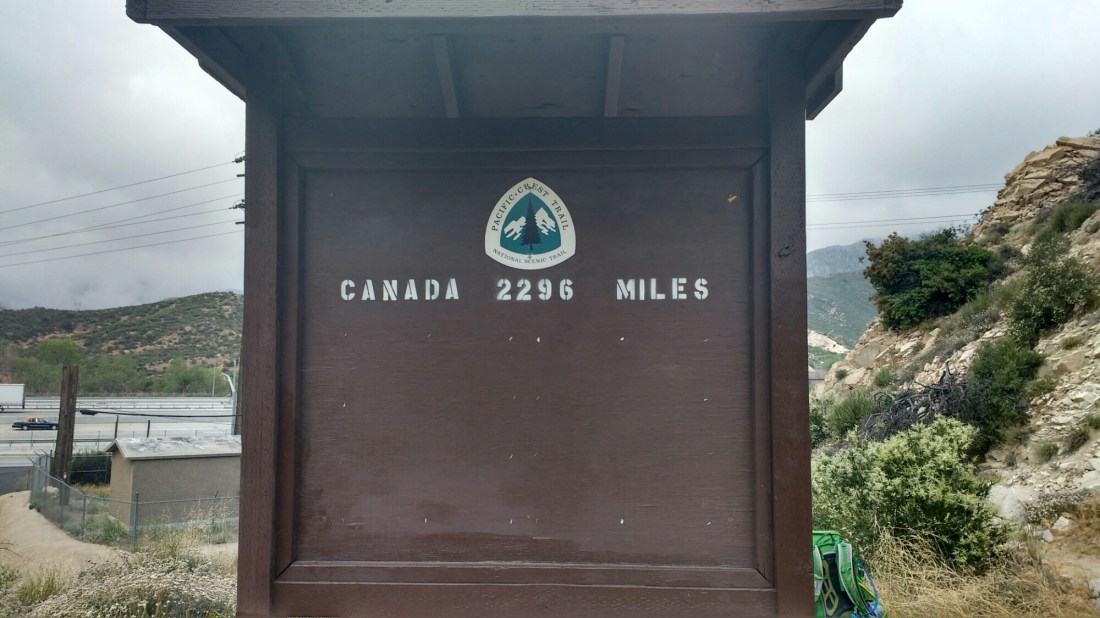 PACIFIC CREST TRAIL
NATIONAL SCENIC TRAIL
CANADA 2296 MILES